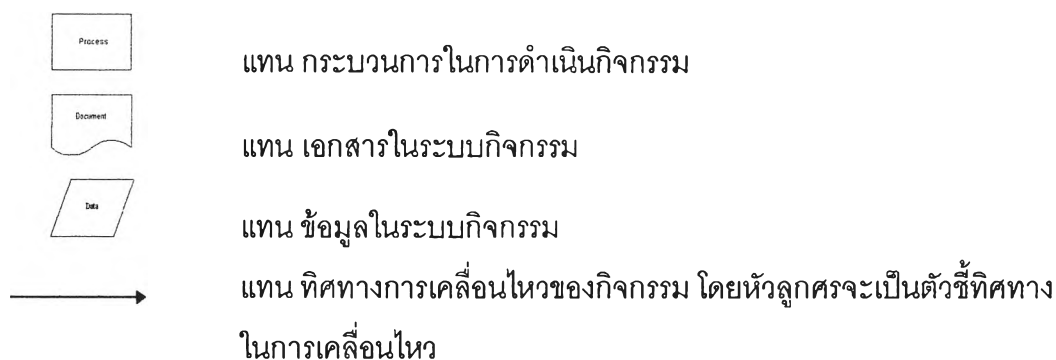 Process
แทน กระบวนการในการดำเนินกิจกรรม
Document
แทน เอกสารในระบบกิจกรรม
Data
แทน ข้อมูลในระบบกิจกรรม
แทน ทิศทางการเคลื่อนไหวของกิจกรรม โดยหัวลูกศรจะเป็นตัวชี้ทิศทาง
ในการเคลื่อนไหว